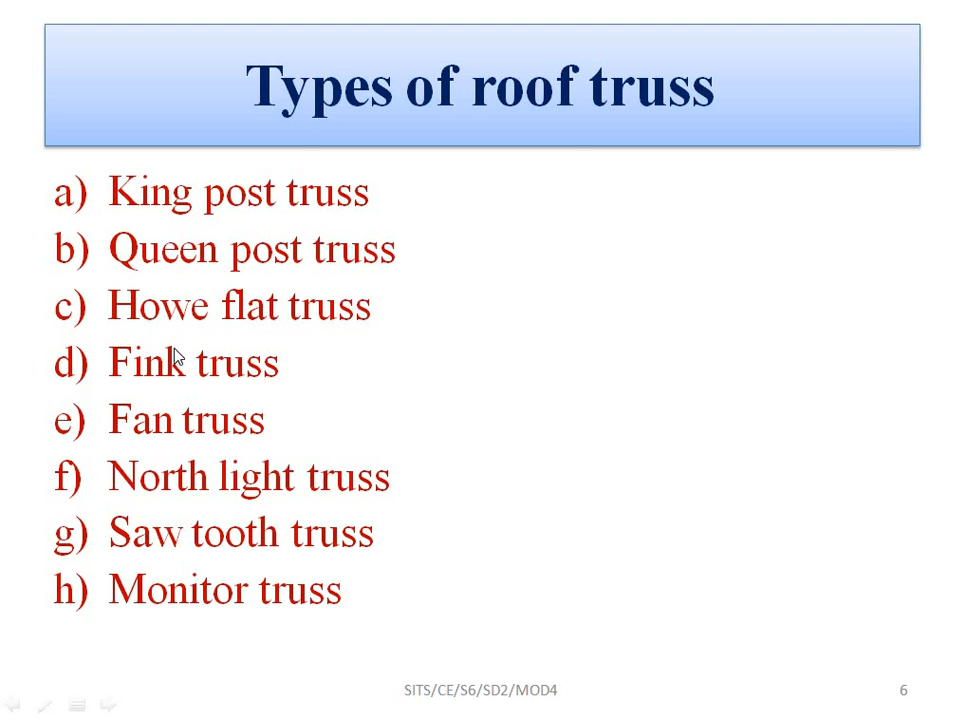 Types of roof truss
a) King post truss
b) Queen post truss
c) Howe flat truss
d) Fink truss
e) Fan truss
f) North light truss
g) Saw tooth truss
h) Monitor truss
SITS/CE/S6/SD2/MOD4
6